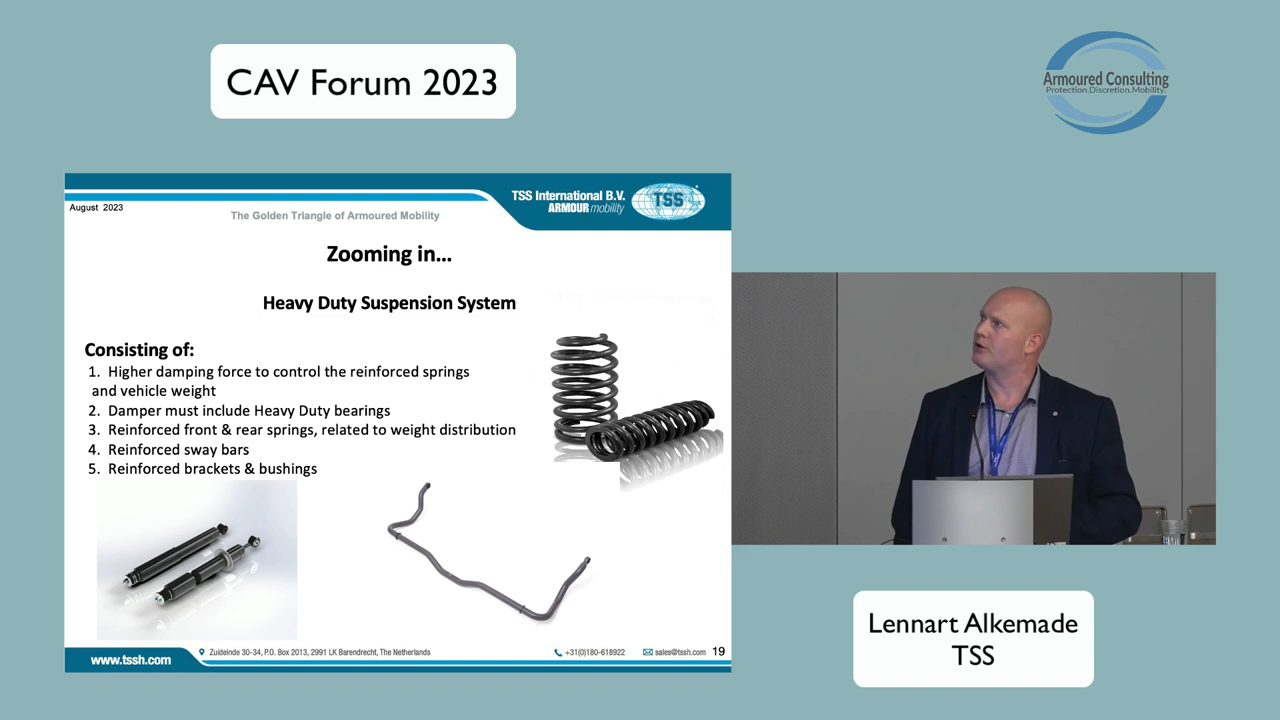 CAV Forum 2023
Armoured Consulting
Protection.Discretion.Mobility.
August 2023
The Golden Triangle of Armoured Mobility
TSS International B.V.
ARMOUR mobility
TSS
Zooming in...
Heavy Duty Suspension System
Consisting of:
1. Higher damping force to control the reinforced springs
and vehicle weight
2. Damper must include Heavy Duty bearings
3. Reinforced front & rear springs, related to weight distribution
4. Reinforced sway bars
5. Reinforced brackets & bushings
www.tssh.com
Zuideinde 30-34, P.O. Box 2013, 2991 LK Barendrecht, The Netherlands
+31(0)180-618922
sales@tssh.com
19
Lennart Alkemade
TSS